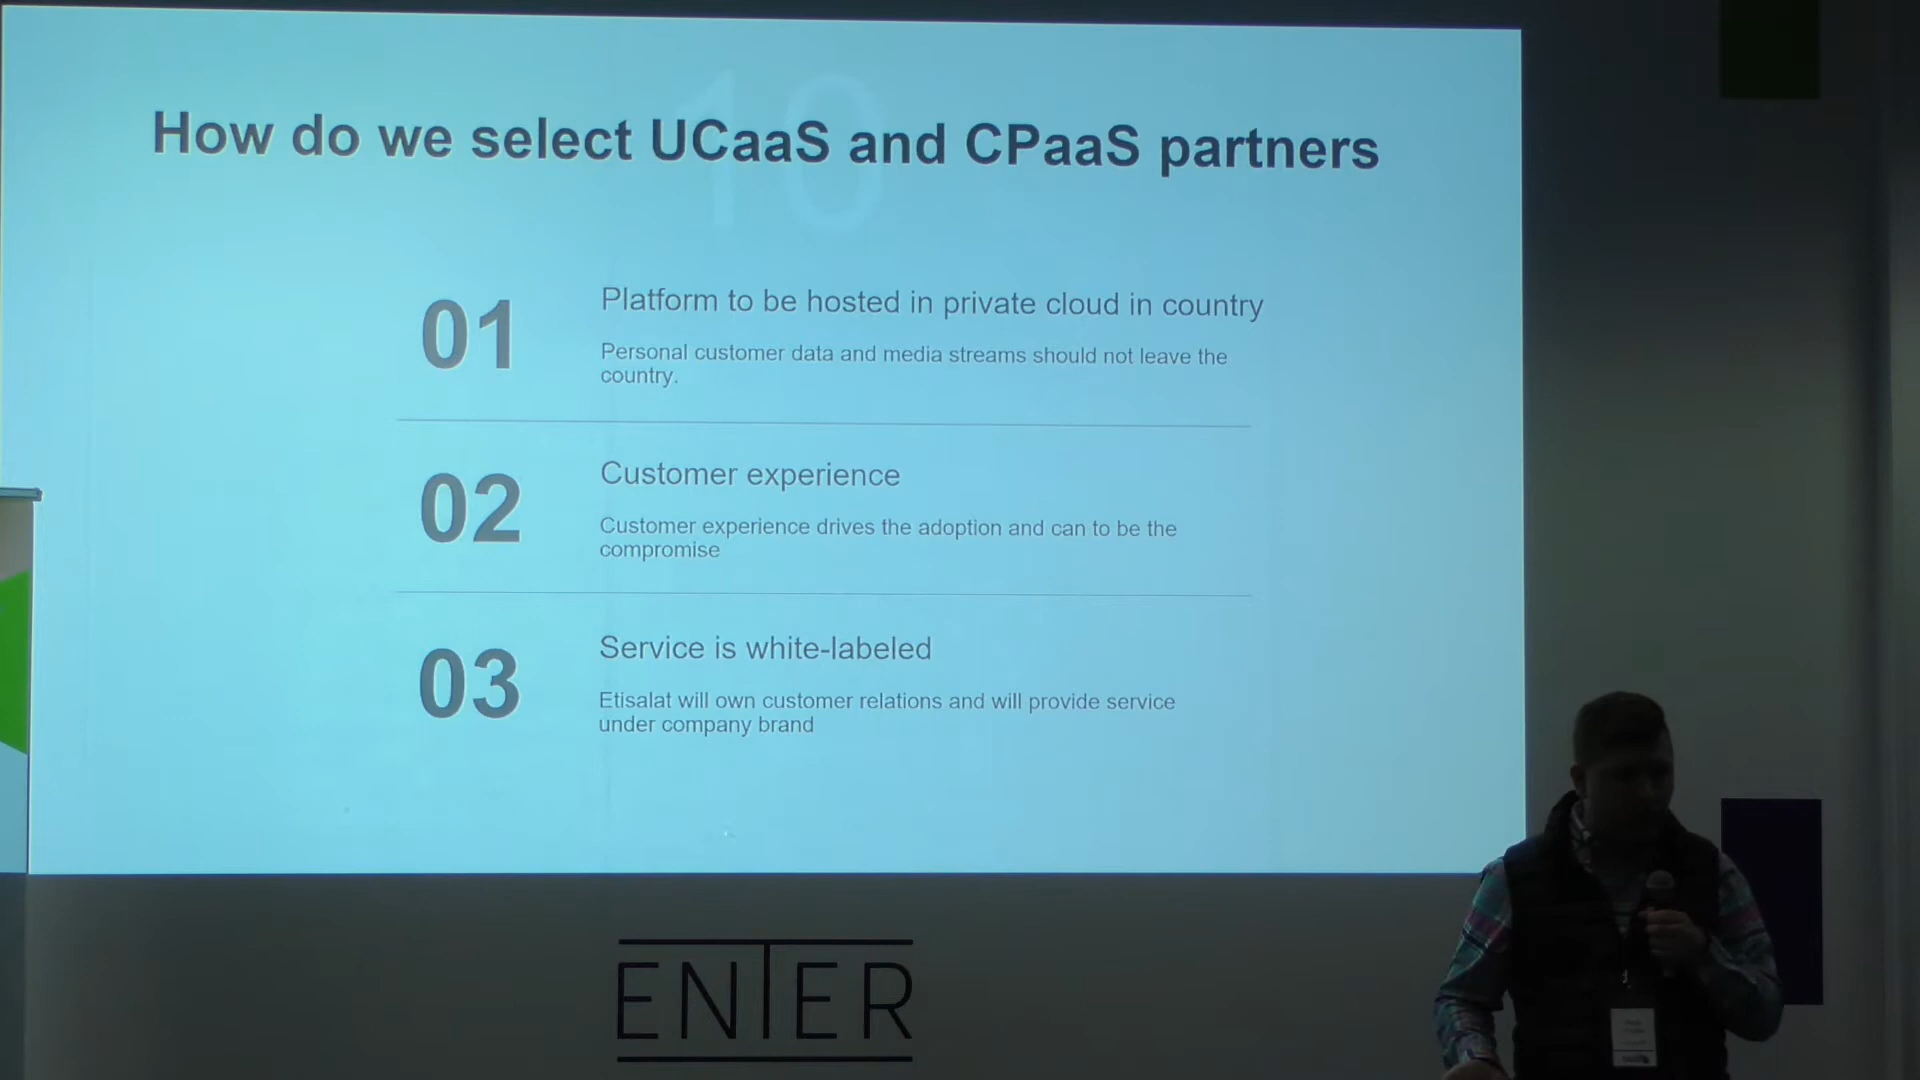 10
How do we select UCaaS and CPaaS partners
01
Platform to be hosted in private cloud in country
Personal customer data and media streams should not leave the
country.
02
Customer experience
Customer experience drives the adoption and can to be the
compromise
03
Service is white-labeled
Etisalat will own customer relations and will provide service
under company brand
ENTER